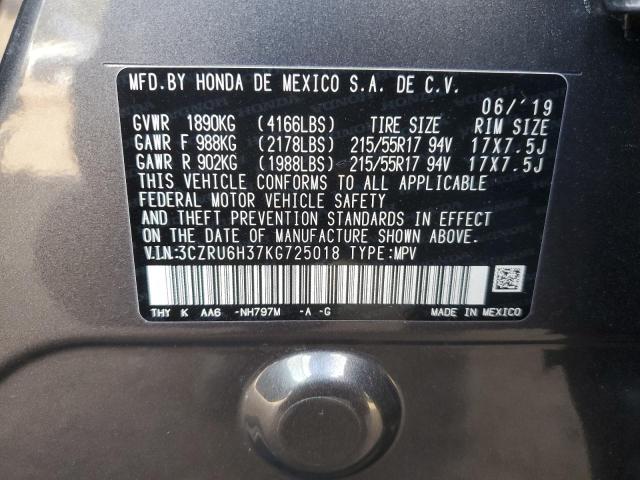 MFD.BY HONDA DE MEXICO S.A. DE C.V.
06/'19
GVWR 1890KG (4166LBS) TIRE SIZE RIM SIZE
GAWR F 988KG (2178LBS) 215/55R17 94V 17X7.5J
GAWR R 902KG (1988LBS) 215/55R17 94V 17X7.5J
THIS VEHICLE CONFORMS TO ALL APPLICABLE
FEDERAL MOTOR VEHICLE SAFETY
AND THEFT PREVENTION STANDARDS IN EFFECT
ON THE DATE OF MANUFACTURE SHOWN ABOVE.
V.I.N.:3CZRU6H37KG725018 TYPE:MPV
THY K AA6 -NH797M -A -G MADE IN MEXICO